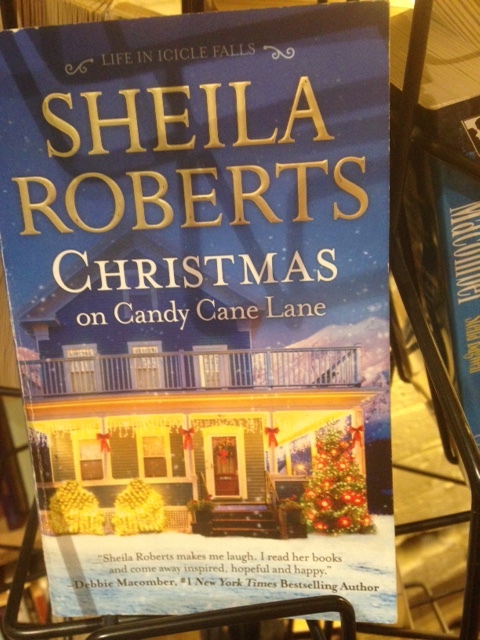 LIFE IN ICICLE FALLS
SHEILA
ROBERTS
CHRISTMAS
on Candy Cane Lane
"Sheila Roberts makes me laugh. I read her books
and come away inspired, hopeful and happy."
-Debbie Macomber, #1 New York Times Bestselling Author